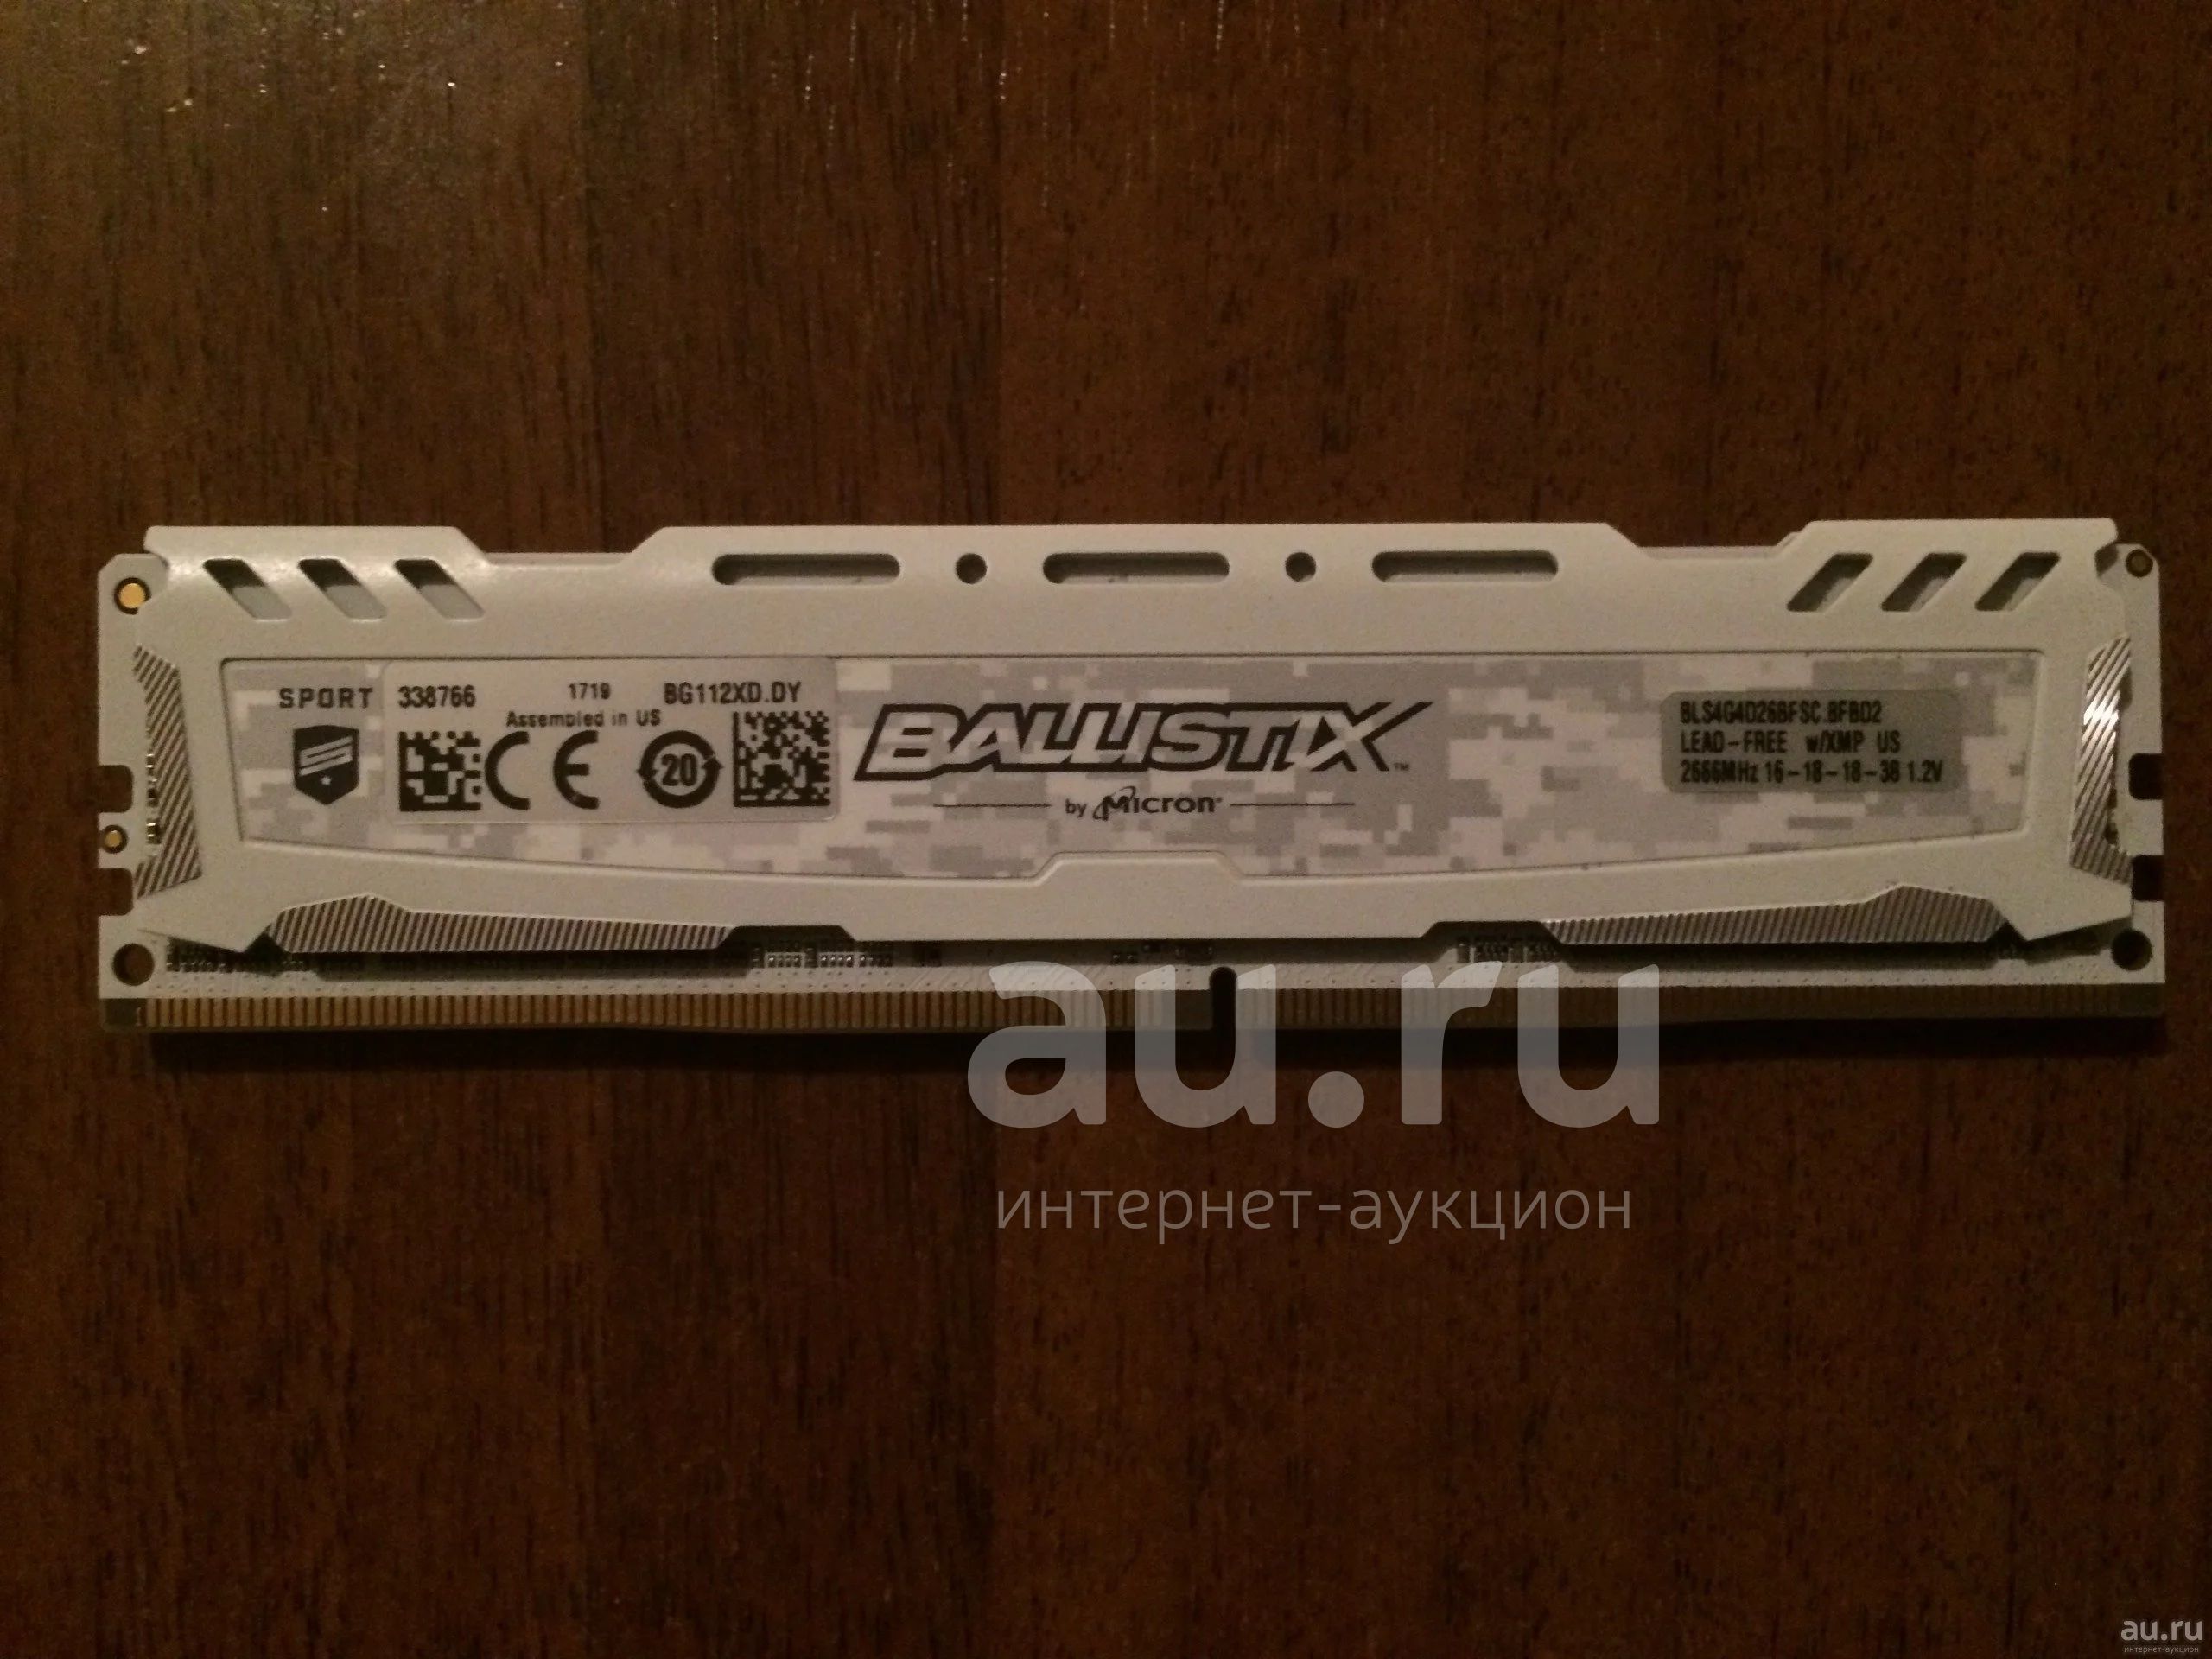 SPORT
338766 1719 BG112XD.DY
Assembled in US
CE 20
BALLISTIX™
by Micron®
BLS4G4D26BFSC.8FBD2
LEAD-FREE w/XMP US
2666MHz 16-18-18-38 1.2V
au.ru
интернет-аукцион
au.ru
интернет-аукцион